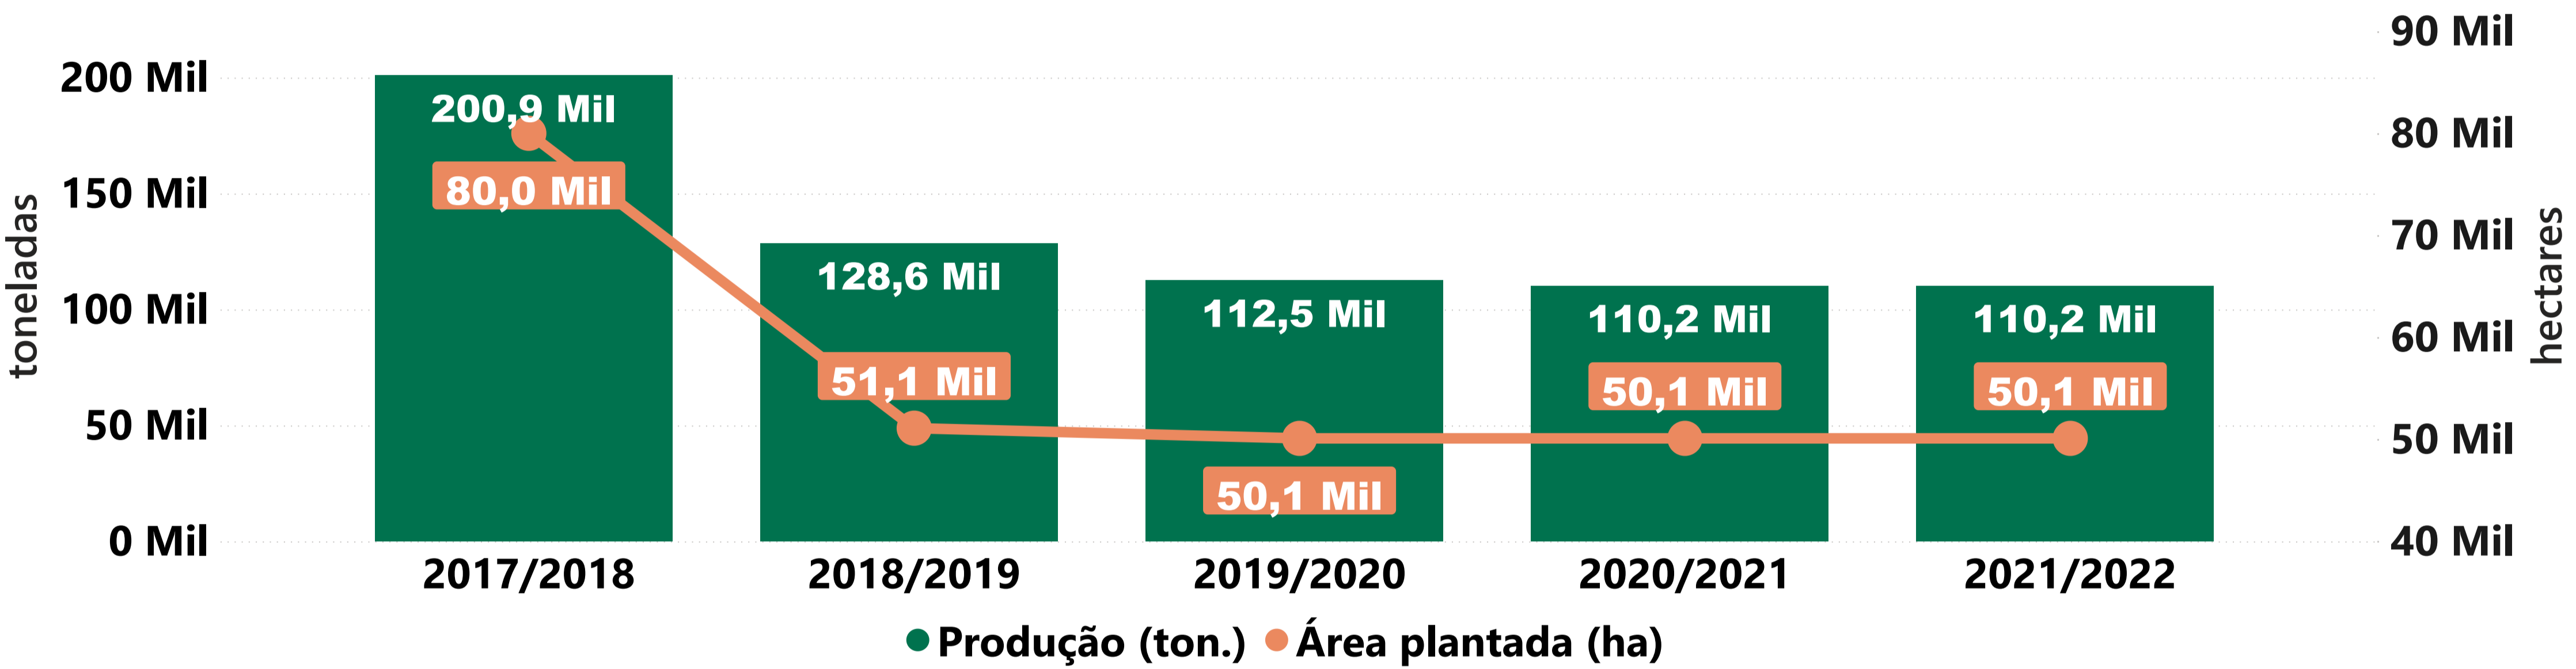 toneladas
200 Mil
150 Mil
100 Mil
50 Mil
0 Mil
200,9 Mil
80,0 Mil
128,6 Mil
51,1 Mil
112,5 Mil
50,1 Mil
110,2 Mil
50,1 Mil
110,2 Mil
50,1 Mil
90 Mil
80 Mil
70 Mil
60 Mil
50 Mil
40 Mil
hectares
2017/2018 2018/2019 2019/2020 2020/2021 2021/2022
Produção (ton.) Área plantada (ha)